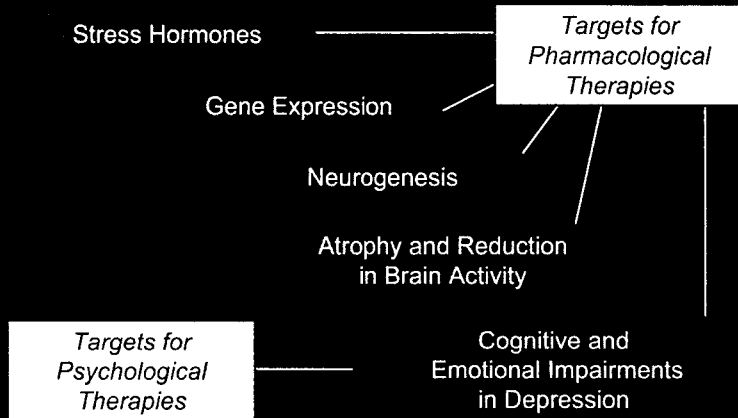 Stress Hormones
Targets for
Pharmacological
Therapies
Gene Expression
Neurogenesis
Atrophy and Reduction
in Brain Activity
Targets for
Psychological
Therapies
Cognitive and
Emotional Impairments
in Depression